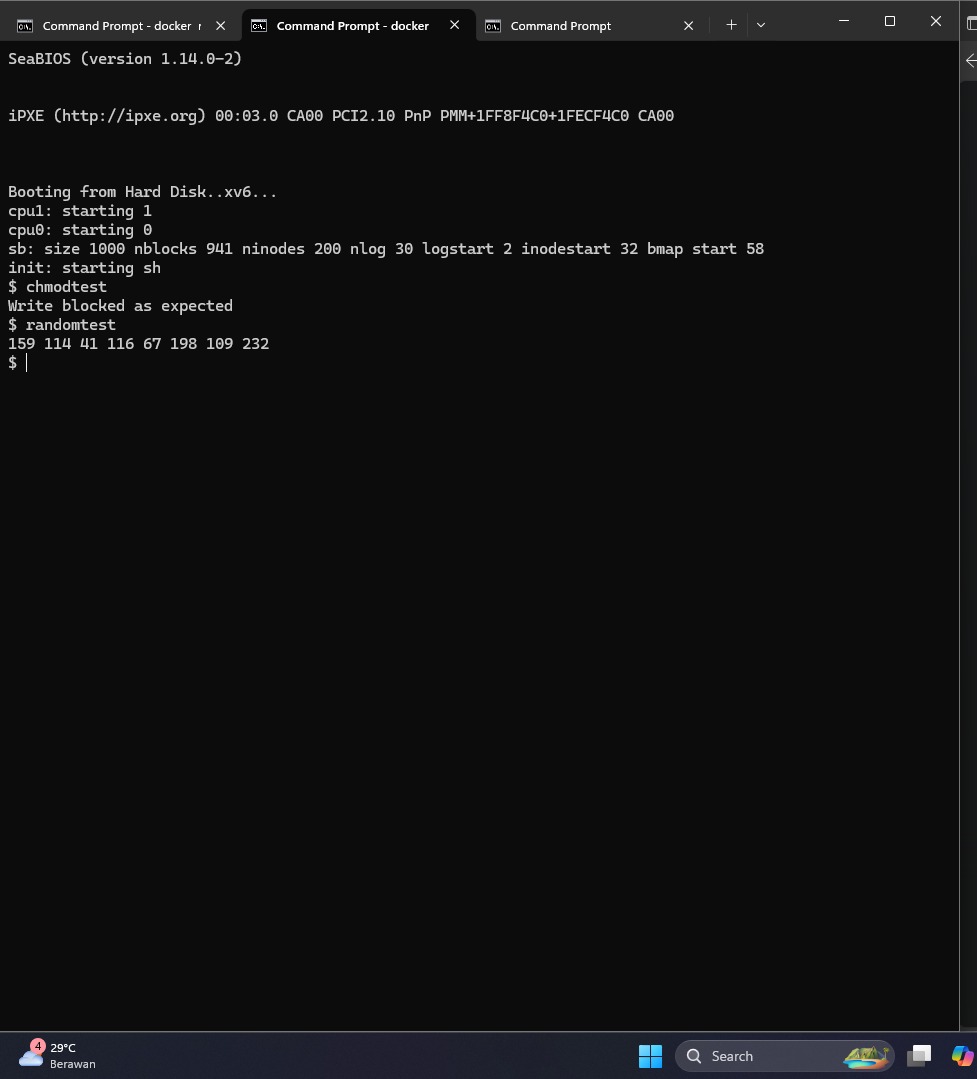 Command Prompt - docker r
Command Prompt - docker
Command Prompt
SeaBIOS (version 1.14.0-2)
iPXE (http://ipxe.org) 00:03.0 CA00 PCI2.10 PnP PMM+1FF8F4C0+1FECF4C0 CA00
Booting from Hard Disk..xv6...
cpu1: starting 1
cpu0: starting 0
sb: size 1000 nblocks 941 ninodes 200 nlog 30 logstart 2 inodestart 32 bmap start 58
init: starting sh
$ chmodtest
Write blocked as expected
$ randomtest
159 114 41 116 67 198 109 232
$
4
29°C
Berawan
Search